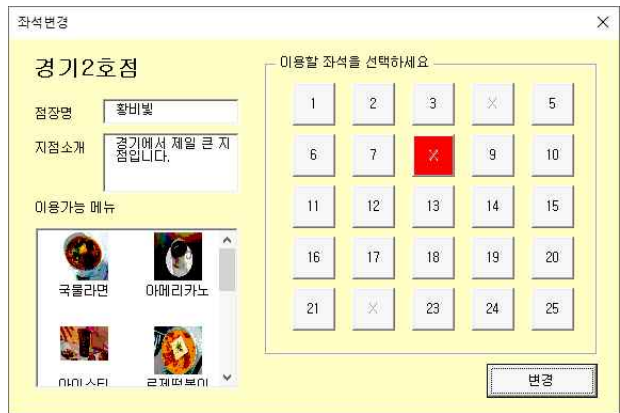 좌석변경
경기2호점
점장명 황비빛
지점소개 경기에서 제일 큰 지
점입니다.
이용가능 메뉴
국물라면 아메리카노
이용할 좌석을 선택하세요
1 2 3 X 5
6 7 X 9 10
11 12 13 14 15
16 17 18 19 20
21 X 23 24 25
변경